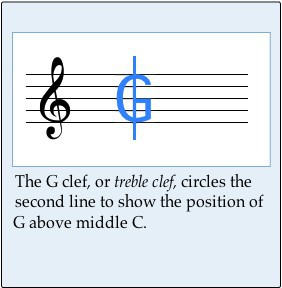 G
The G clef, or treble clef, circles the
second line to show the position of
G above middle C.